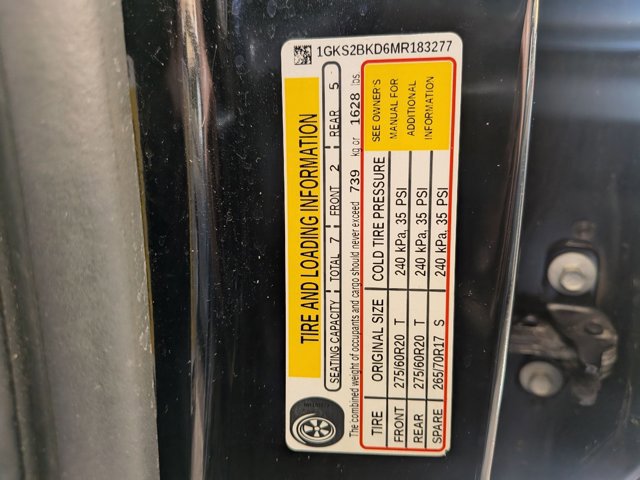 1GKS2BKD6MR183277
TIRE AND LOADING INFORMATION
SEATING CAPACITY TOTAL 7 FRONT 2 REAR 5
The combined weight of occupants and cargo should never exceed 739 kg or 1628 lbs
TIRE ORIGINAL SIZE COLD TIRE PRESSURE SEE OWNER'S
FRONT 275/60R20 T 240 kPa, 35 PSI MANUAL FOR
REAR 275/60R20 T 240 kPa, 35 PSI ADDITIONAL
SPARE 265/70R17 S 240 kPa, 35 PSI INFORMATION